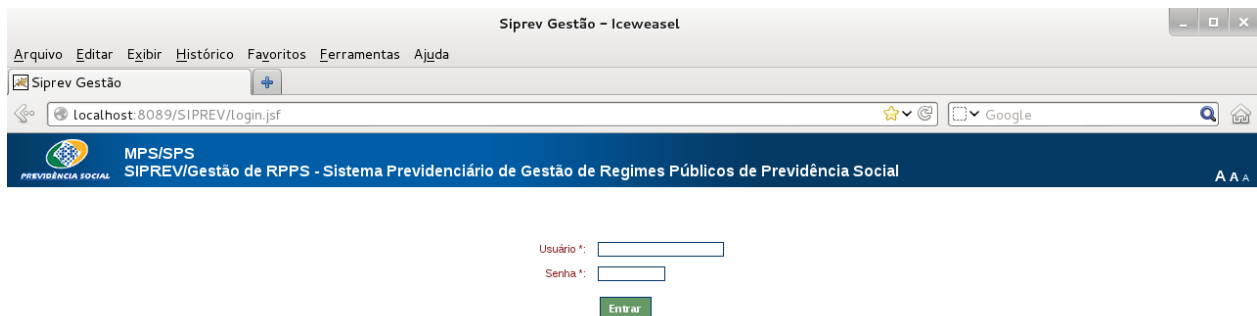 Siprev Gestão - Iceweasel
Arquivo Editar Exibir Histórico Favoritos Ferramentas Ajuda
Siprev Gestão
localhost:8089/SIPREV/login.jsf
Google
PREVIDÊNCIA SOCIAL
MPS/SPS
SIPREV/Gestão de RPPS - Sistema Previdenciário de Gestão de Regimes Públicos de Previdência Social
A A A
Usuário *:
Senha *:
Entrar